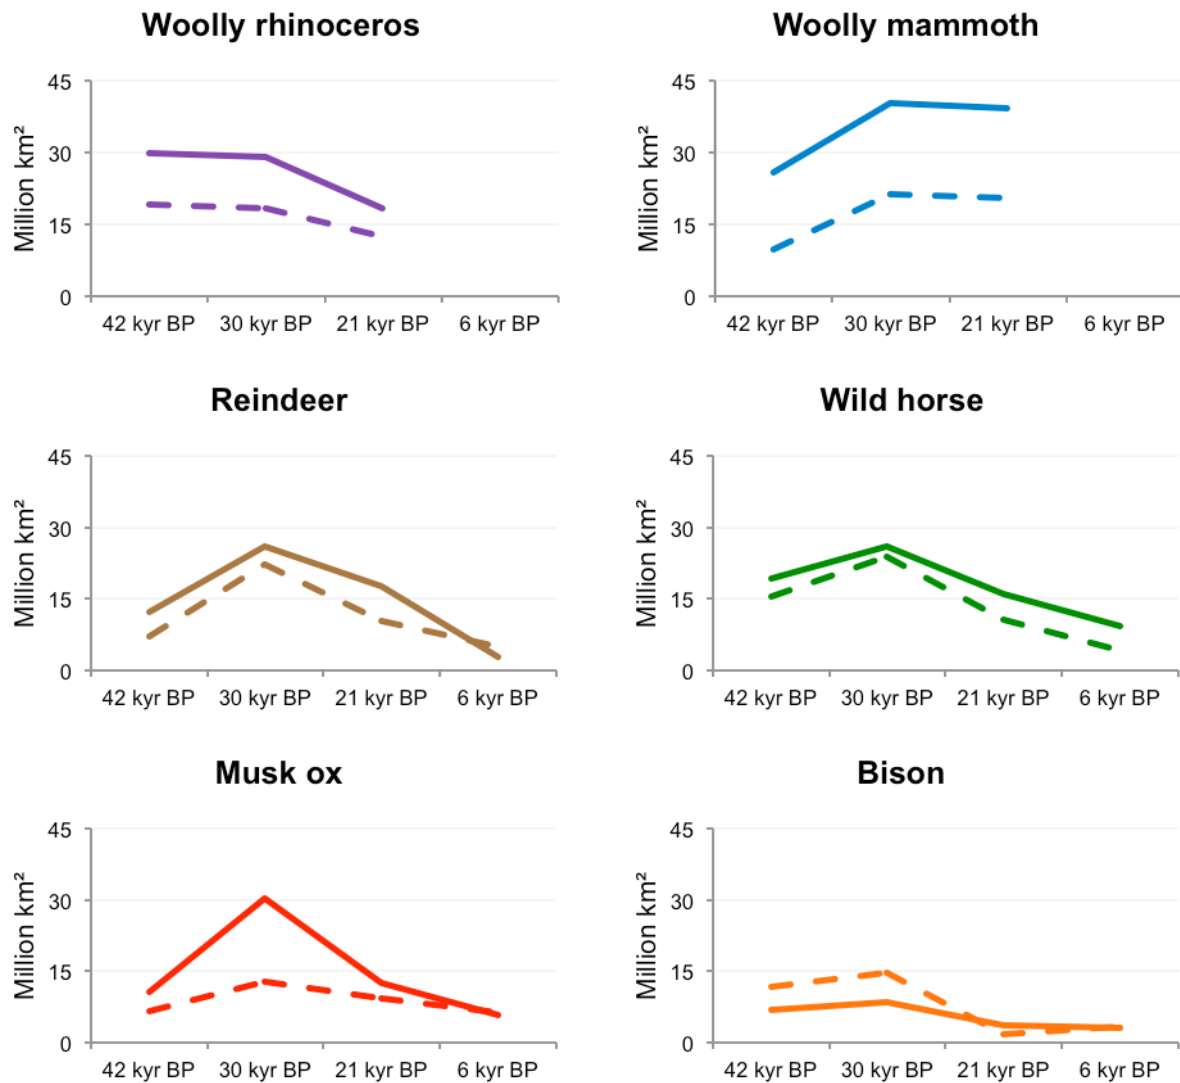 Woolly rhinoceros
Million km²
45
30
15
0
42 kyr BP 30 kyr BP 21 kyr BP 6 kyr BP
Woolly mammoth
Million km²
45
30
15
0
42 kyr BP 30 kyr BP 21 kyr BP 6 kyr BP
Reindeer
Million km²
45
30
15
0
42 kyr BP 30 kyr BP 21 kyr BP 6 kyr BP
Wild horse
Million km²
45
30
15
0
42 kyr BP 30 kyr BP 21 kyr BP 6 kyr BP
Musk ox
Million km²
45
30
15
0
42 kyr BP 30 kyr BP 21 kyr BP 6 kyr BP
Bison
Million km²
45
30
15
0
42 kyr BP 30 kyr BP 21 kyr BP 6 kyr BP